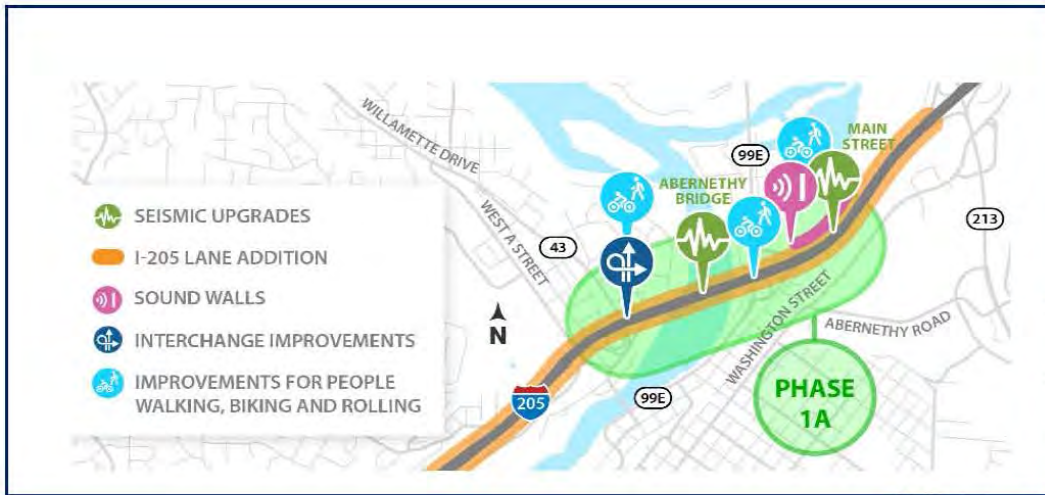 WILLAMETTE DRIVE
WEST A STREET
43
99E
MAIN
STREET
ABERNETHY
BRIDGE
213
SEISMIC UPGRADES
I-205 LANE ADDITION
SOUND WALLS
INTERCHANGE IMPROVEMENTS
IMPROVEMENTS FOR PEOPLE
WALKING, BIKING AND ROLLING
N
205
99E
WASHINGTON STREET
ABERNETHY ROAD
PHASE
1A